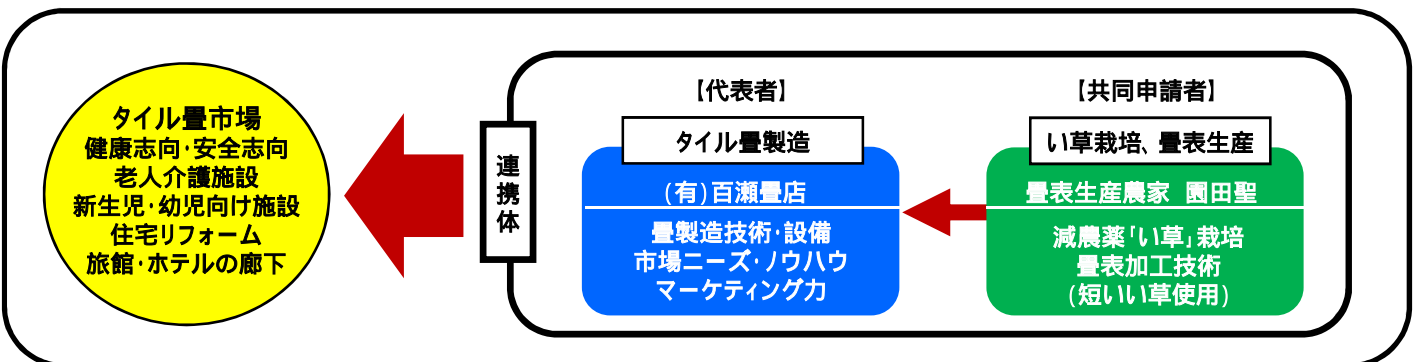 タイル畳市場
健康志向・安全志向
老人介護施設
新生児・幼児向け施設
住宅リフォーム
旅館・ホテルの廊下
連携体
【代表者】
タイル畳製造
(有)百瀬畳店
畳製造技術・設備
市場ニーズ・ノウハウ
マーケティング力
【共同申請者】
い草栽培、畳表生産
畳表生産農家 園田聖
減農薬「い草」栽培
畳表加工技術
(短いい草使用)